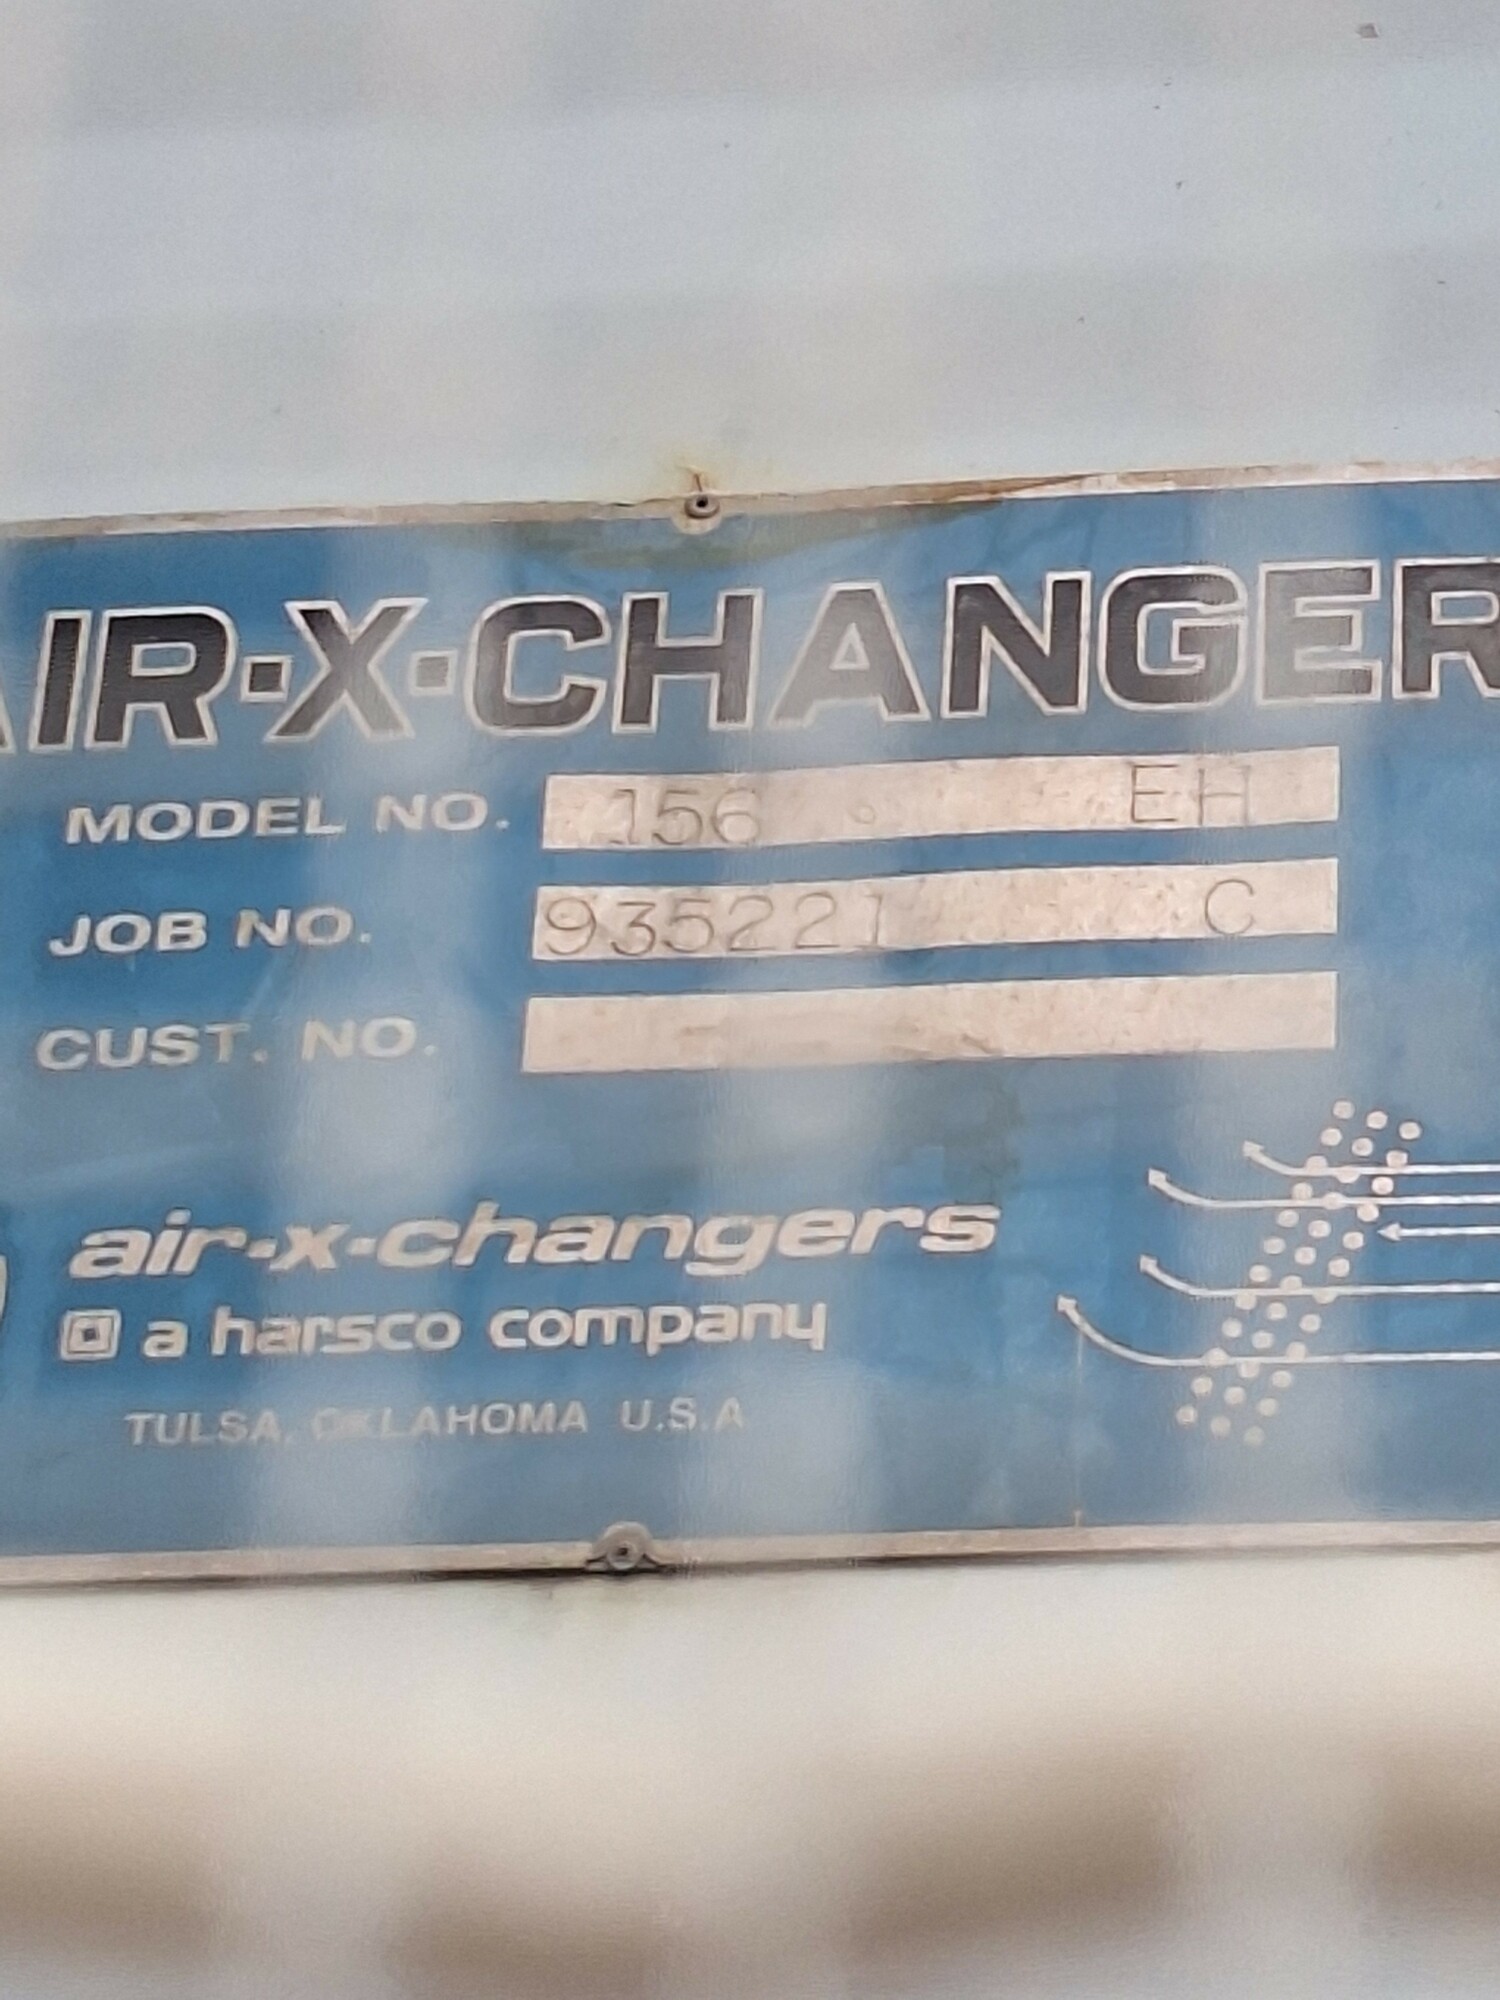 AIR·X·CHANGER
MODEL NO. 156 EH
JOB NO. 935221 C
CUST. NO.
air-x-changers
a harsco company
TULSA, OKLAHOMA U.S.A